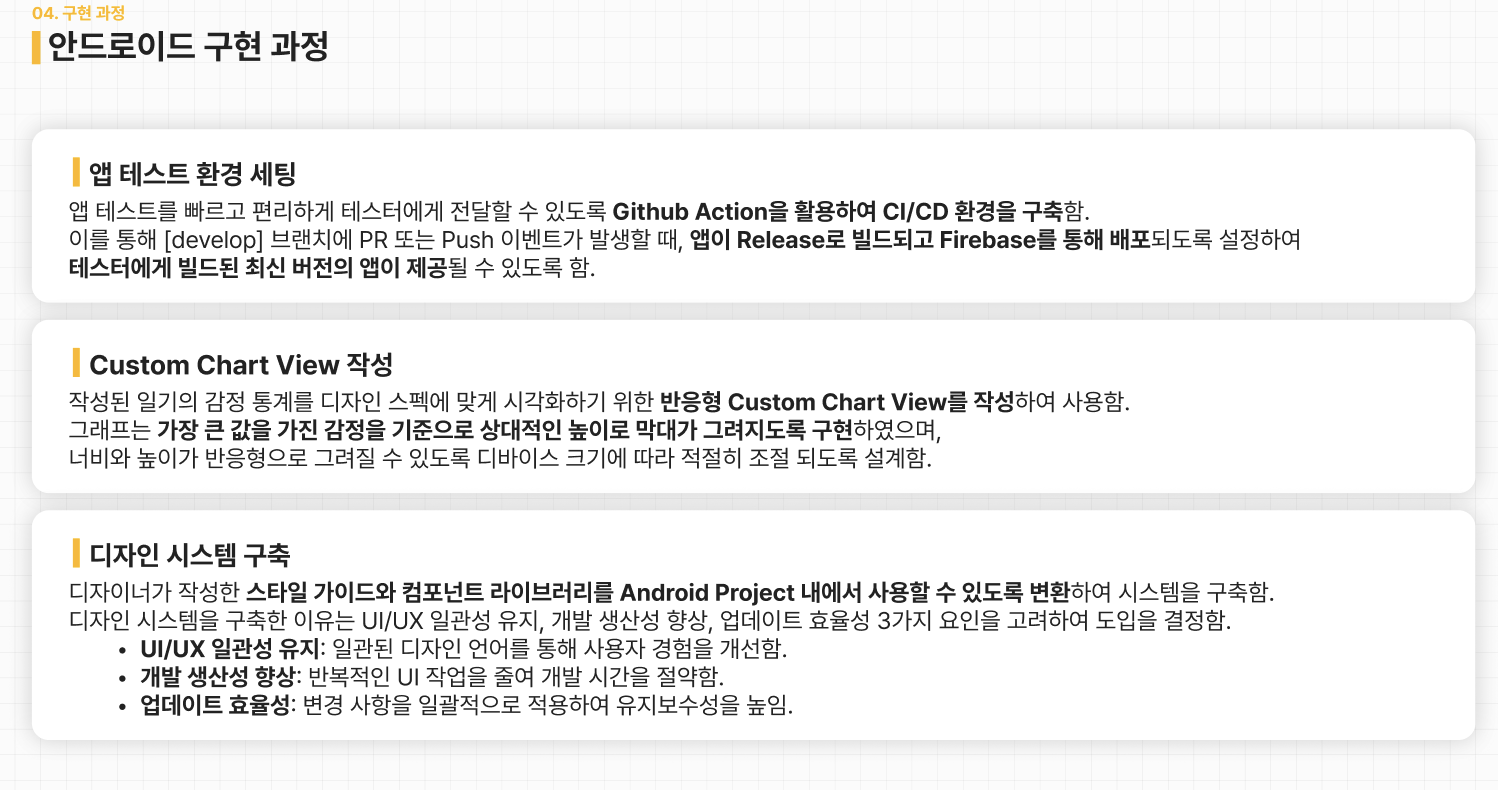 04. 구현 과정
안드로이드 구현 과정
앱 테스트 환경 세팅
앱 테스트를 빠르고 편리하게 테스터에게 전달할 수 있도록 Github Action을 활용하여 CI/CD 환경을 구축함.
이를 통해 [develop] 브랜치에 PR 또는 Push 이벤트가 발생할 때, 앱이 Release로 빌드되고 Firebase를 통해 배포되도록 설정하여
테스터에게 빌드된 최신 버전의 앱이 제공될 수 있도록 함.
Custom Chart View 작성
작성된 일기의 감정 통계를 디자인 스펙에 맞게 시각화하기 위한 반응형 Custom Chart View를 작성하여 사용함.
그래프는 가장 큰 값을 가진 감정을 기준으로 상대적인 높이로 막대가 그려지도록 구현하였으며,
너비와 높이가 반응형으로 그려질 수 있도록 디바이스 크기에 따라 적절히 조절 되도록 설계함.
디자인 시스템 구축
디자이너가 작성한 스타일 가이드와 컴포넌트 라이브러리를 Android Project 내에서 사용할 수 있도록 변환하여 시스템을 구축함.
디자인 시스템을 구축한 이유는 UI/UX 일관성 유지, 개발 생산성 향상, 업데이트 효율성 3가지 요인을 고려하여 도입을 결정함.
• UI/UX 일관성 유지: 일관된 디자인 언어를 통해 사용자 경험을 개선함.
• 개발 생산성 향상: 반복적인 UI 작업을 줄여 개발 시간을 절약함.
• 업데이트 효율성: 변경 사항을 일괄적으로 적용하여 유지보수성을 높임.